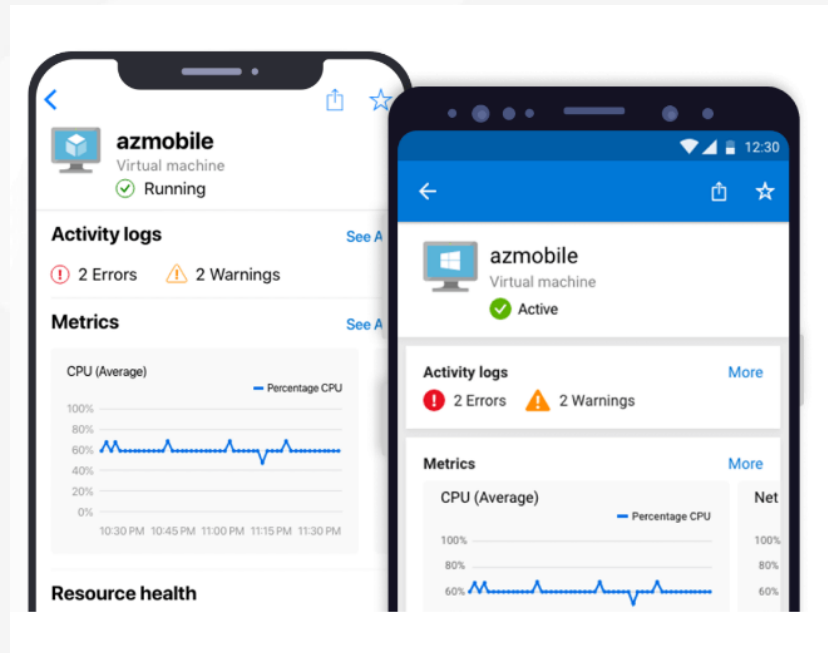 azmobile
Virtual machine
Running
Activity logs
See A
2 Errors
2 Warnings
Metrics
See A
CPU (Average)
Percentage CPU
100%
80%
60%
40%
20%
0%
10:30 PM 10:45 PM 11:00 PM 11:15 PM 11:30 PM
Resource health
12:30
azmobile
Virtual machine
Active
Activity logs
More
2 Errors
2 Warnings
Metrics
More
CPU (Average)
Percentage CPU
100%
80%
60%
Net
100%
80%
60%